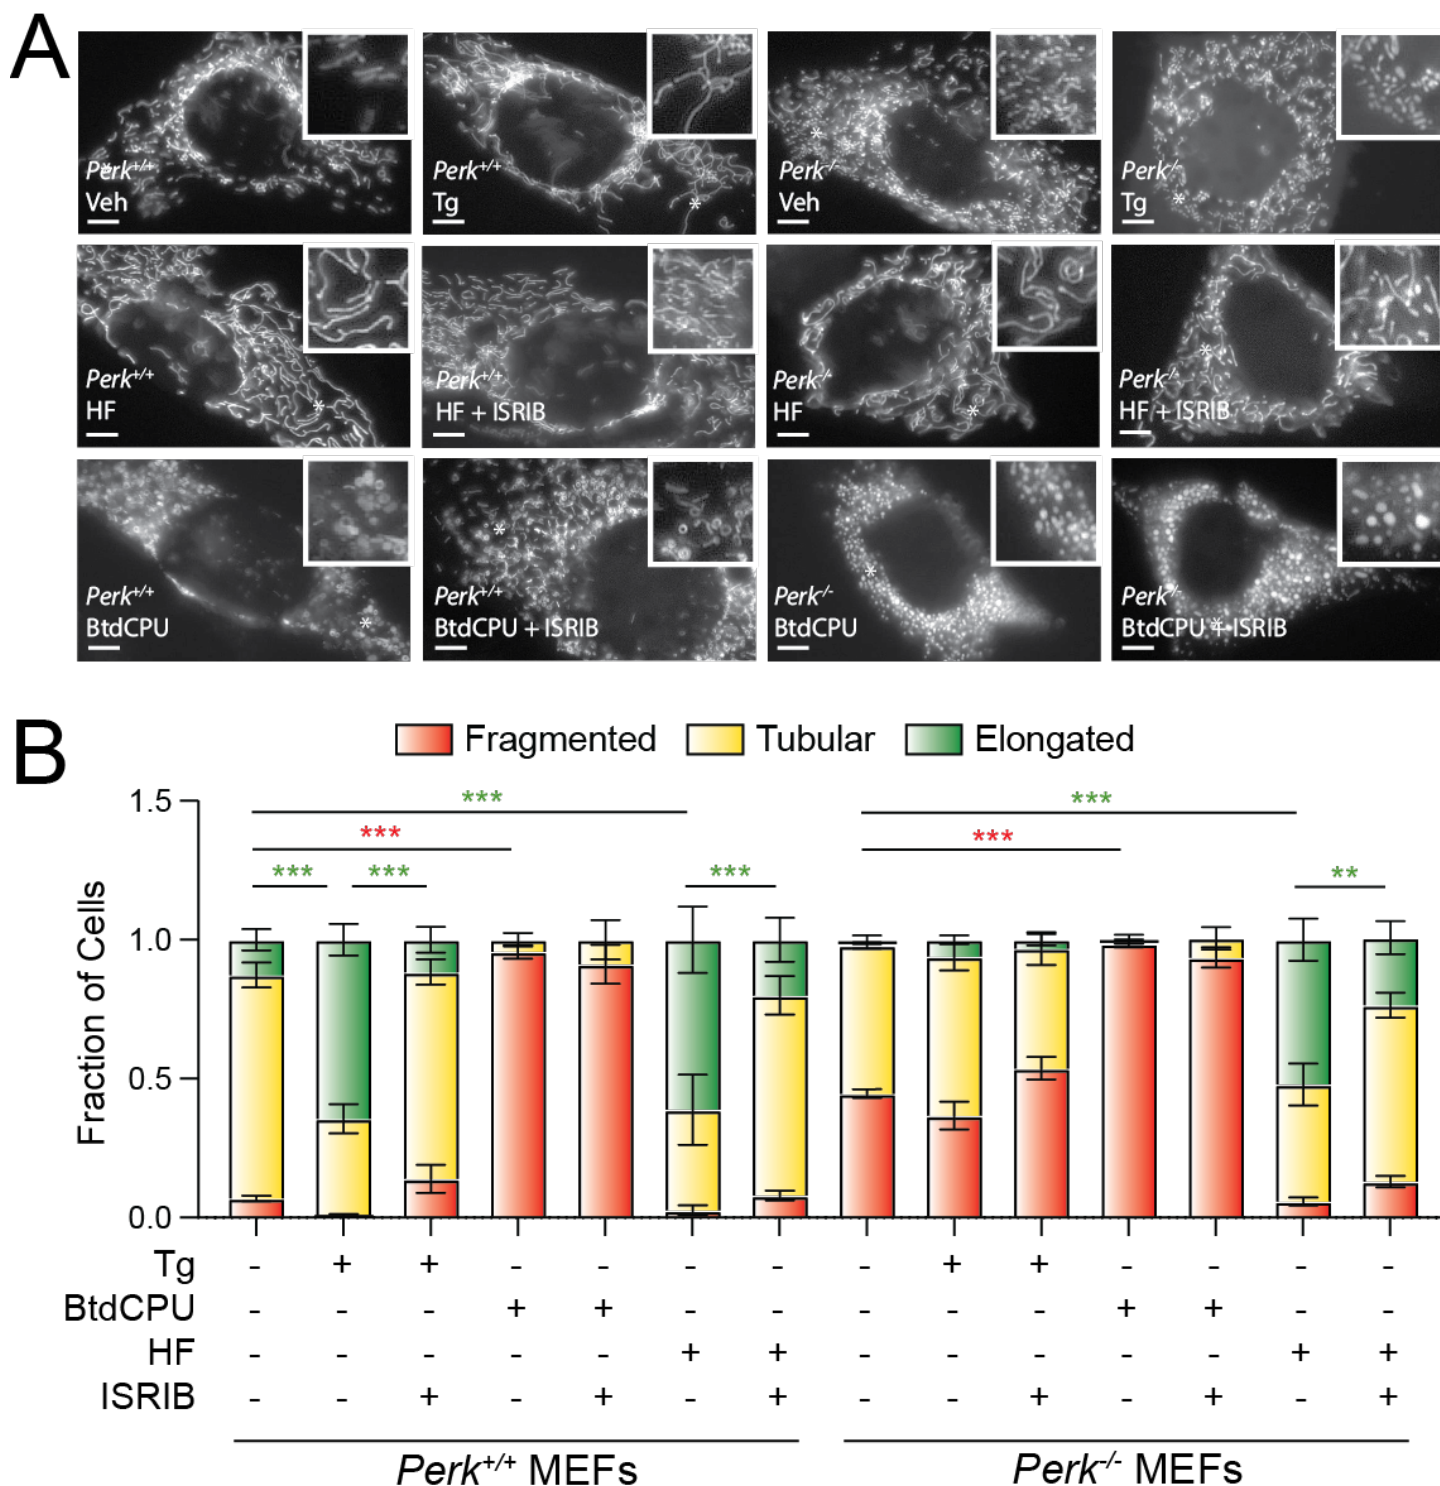 A
Perk+/+
Veh
Perk+/+
Tg
Perk-/-
Veh
Perk-/-
Tg
Perk+/+
HF
Perk+/+
HF + ISRIB
Perk-/-
HF
Perk-/-
HF + ISRIB
Perk+/+
BtdCPU
Perk+/+
BtdCPU + ISRIB
Perk-/-
BtdCPU
Perk-/-
BtdCPU + ISRIB
B
Fragmented Tubular Elongated
1.5
1.0
0.5
0.0
Fraction of Cells
*** *** *** *** *** *** *** **
Tg - + + - - - - - + + - - - -
BtdCPU - - - + + - - - - - + + - -
HF - - - - - + + - - - - - + +
ISRIB - - + - + - + - - + - + - +
Perk+/+ MEFs Perk-/- MEFs